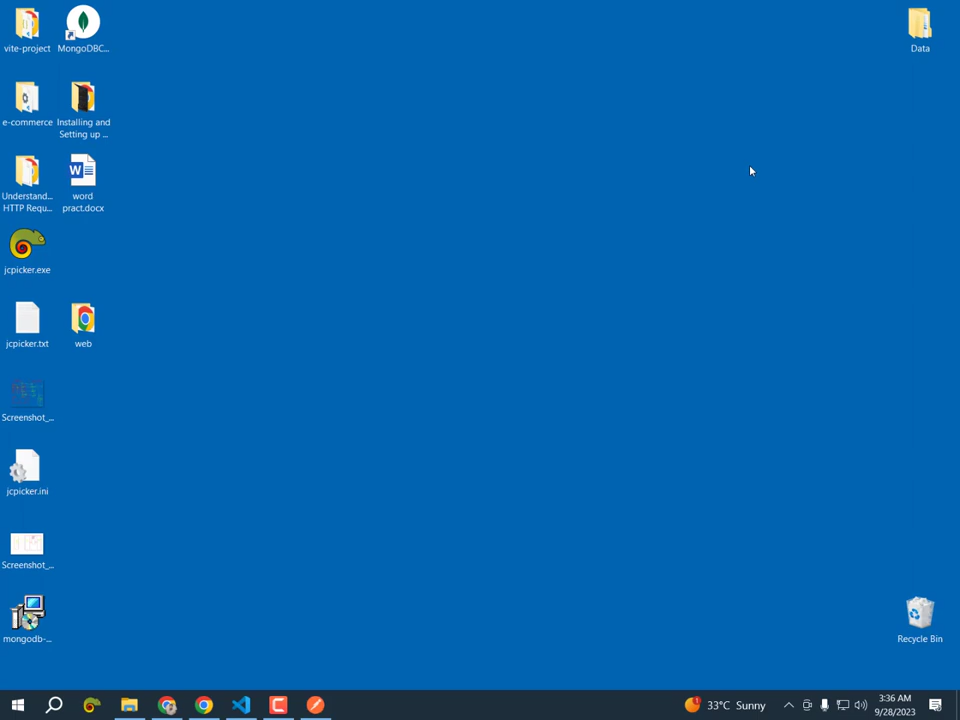 vite-project
MongoDBC...
Data
e-commerce
Installing and
Setting up ...
Understand...
HTTP Requ...
word
pract.docx
jcpicker.exe
jcpicker.txt
web
Screenshot_...
jcpicker.ini
Screenshot_...
mongodb-...
Recycle Bin
33°C Sunny
3:36 AM
9/28/2023